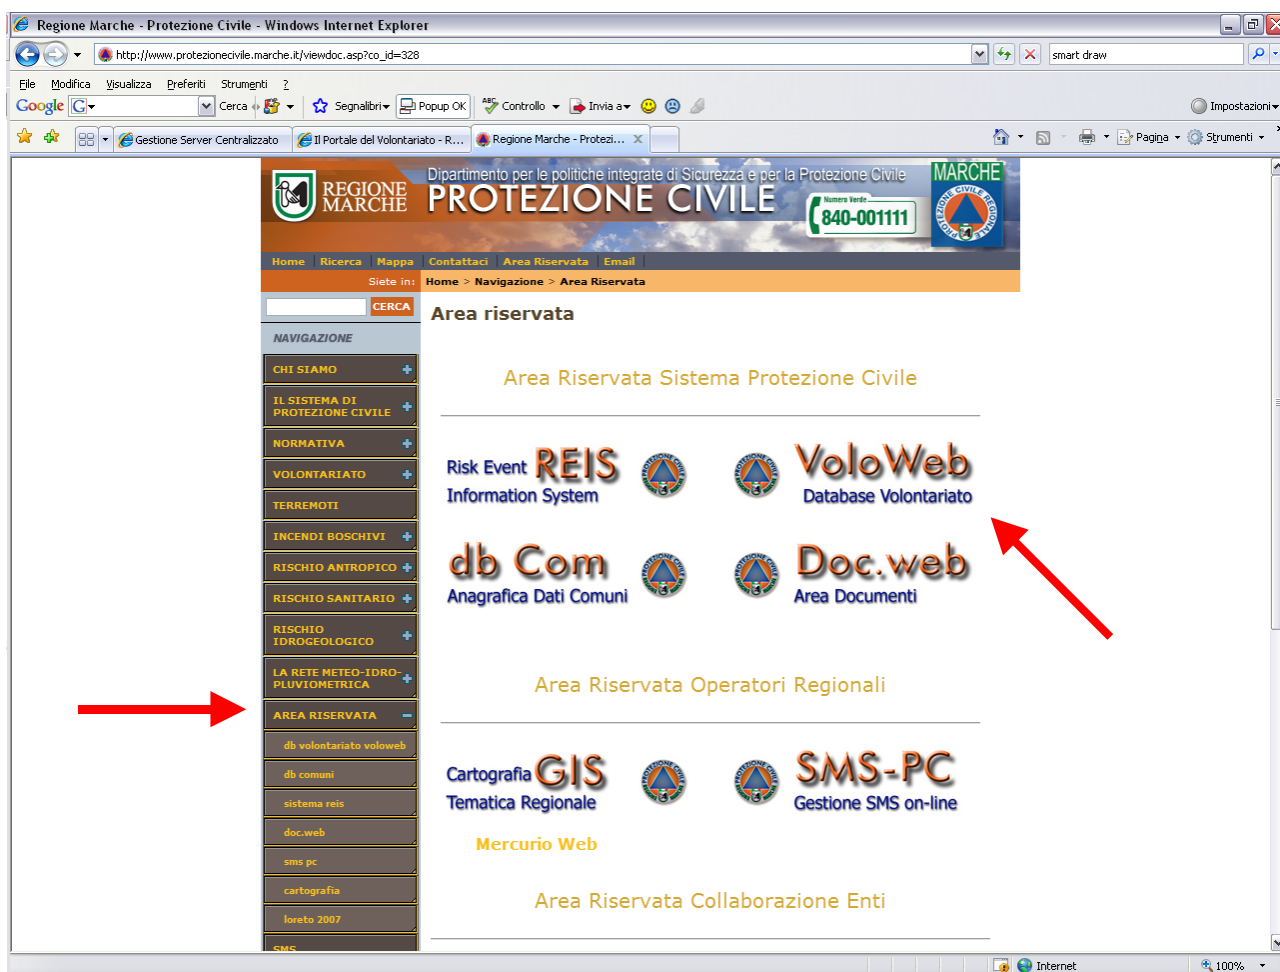 Regione Marche - Protezione Civile - Windows Internet Explorer
http://www.protezionecivile.marche.it/viewdoc.asp?co_id=328
smart draw
File Modifica Visualizza Preferiti Strumenti ?
Google G Cerca Segnalibri Popup OK ABC Controllo Invia a Impostazioni
Gestione Server Centralizzato Il Portale del Volontariato - R... Regione Marche - Protezi... X Pagina Strumenti
REGIONE MARCHE
Dipartimento per le politiche integrate di Sicurezza e per la Protezione Civile
PROTEZIONE CIVILE
Numero Verde
840-001111
MARCHE
PROTEZIONE CIVILE REGIONALE
Home Ricerca Mappa Contattaci Area Riservata Email
Siete in: Home > Navigazione > Area Riservata
CERCA
NAVIGAZIONE
CHI SIAMO
IL SISTEMA DI
PROTEZIONE CIVILE
NORMATIVA
VOLONTARIATO
TERREMOTI
INCENDI BOSCHIVI
RISCHIO ANTROPICO
RISCHIO SANITARIO
RISCHIO
IDROGEOLOGICO
LA RETE METEO-IDRO-
PLUVIOMETRICA
AREA RISERVATA
db volontariato voloweb
db comuni
sistema reis
doc.web
sms pc
cartografia
loreto 2007
SMS
Area riservata
Area Riservata Sistema Protezione Civile
Risk Event REIS
Information System
VoloWeb
Database Volontariato
db Com
Anagrafica Dati Comuni
Doc.web
Area Documenti
Area Riservata Operatori Regionali
Cartografia GIS
Tematica Regionale
SMS-PC
Gestione SMS on-line
Mercurio Web
Area Riservata Collaborazione Enti
Internet 100%